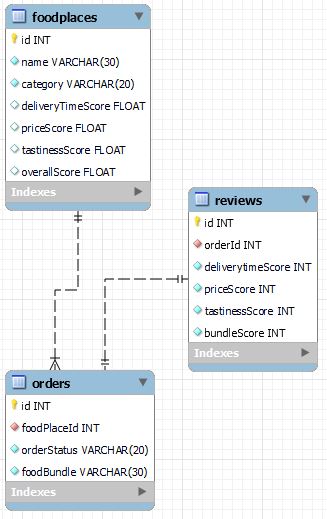 foodplaces
id INT
name VARCHAR(30)
category VARCHAR(20)
deliveryTimeScore FLOAT
priceScore FLOAT
tastinessScore FLOAT
overallScore FLOAT
Indexes
reviews
id INT
orderId INT
deliverytimeScore INT
priceScore INT
tastinessScore INT
bundleScore INT
Indexes
orders
id INT
foodPlaceId INT
orderStatus VARCHAR(20)
foodBundle VARCHAR(30)
Indexes